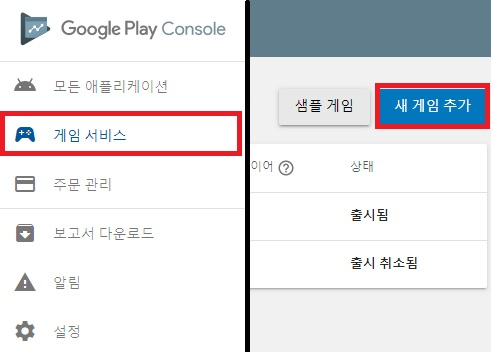 Google Play Console
모든 애플리케이션
게임 서비스
주문 관리
보고서 다운로드
알림
설정
샘플 게임
새 게임 추가
이어 ?
상태
출시됨
출시 취소됨